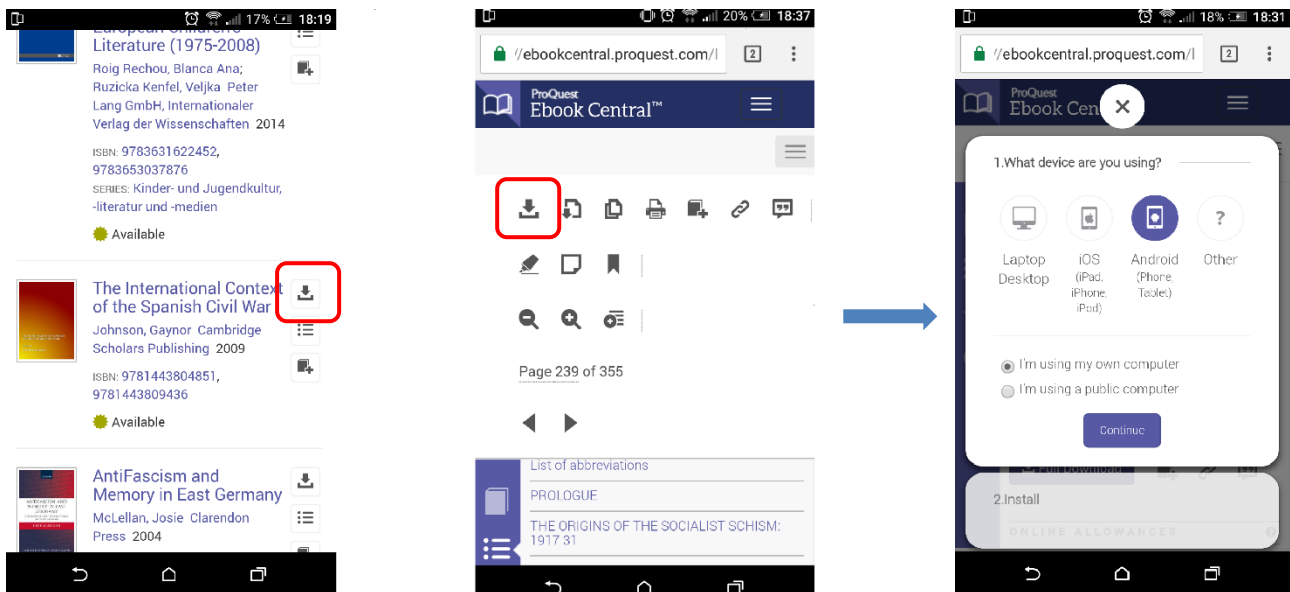 17% 18:19
European Children's
Literature (1975-2008)
Roig Rechou, Blanca Ana;
Ruzicka Kenfel, Veljka Peter
Lang GmbH, Internationaler
Verlag der Wissenschaften 2014
ISBN: 9783631622452,
9783653037876
SERIES: Kinder- und Jugendkultur,
-literatur und -medien
Available
The International Context
of the Spanish Civil War
Johnson, Gaynor Cambridge
Scholars Publishing 2009
ISBN: 9781443804851,
9781443809436
Available
AntiFascism and
Memory in East Germany
McLellan, Josie Clarendon
Press 2004
20% 18:37
//ebookcentral.proquest.com/l
2
ProQuest
Ebook Central™
Page 239 of 355
List of abbreviations
PROLOGUE
THE ORIGINS OF THE SOCIALIST SCHISM:
1917 31
18% 18:31
//ebookcentral.proquest.com/l
2
ProQuest
Ebook Cen
1.What device are you using?
Laptop
Desktop
iOS
(iPad,
iPhone,
iPod)
Android
(Phone,
Tablet)
?
Other
I'm using my own computer
I'm using a public computer
Continue
Full Download
2.Install
ONLINE ALLOWANCES